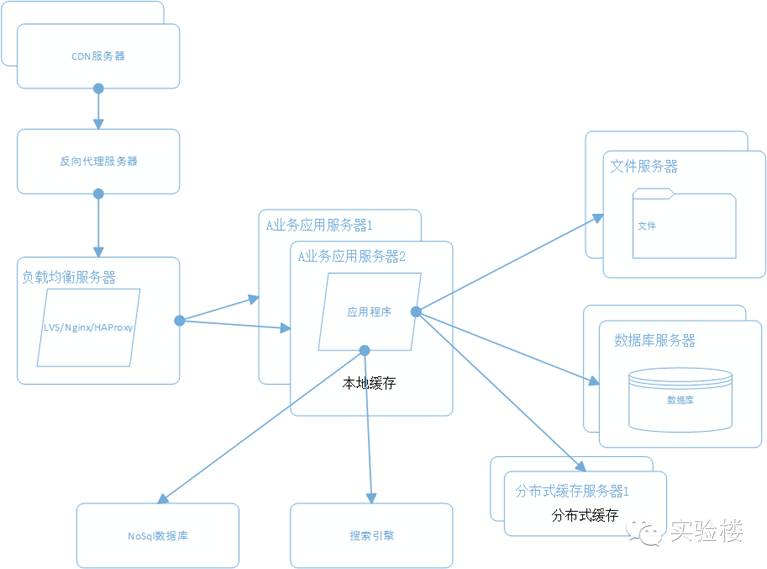 CDN服务器
反向代理服务器
负载均衡服务器
LVS/Nginx/HAProxy
A业务应用服务器1
A业务应用服务器2
应用程序
本地缓存
文件服务器
文件
数据库服务器
数据库
分布式缓存服务器1
分布式缓存
NoSql数据库
搜索引擎
实验楼